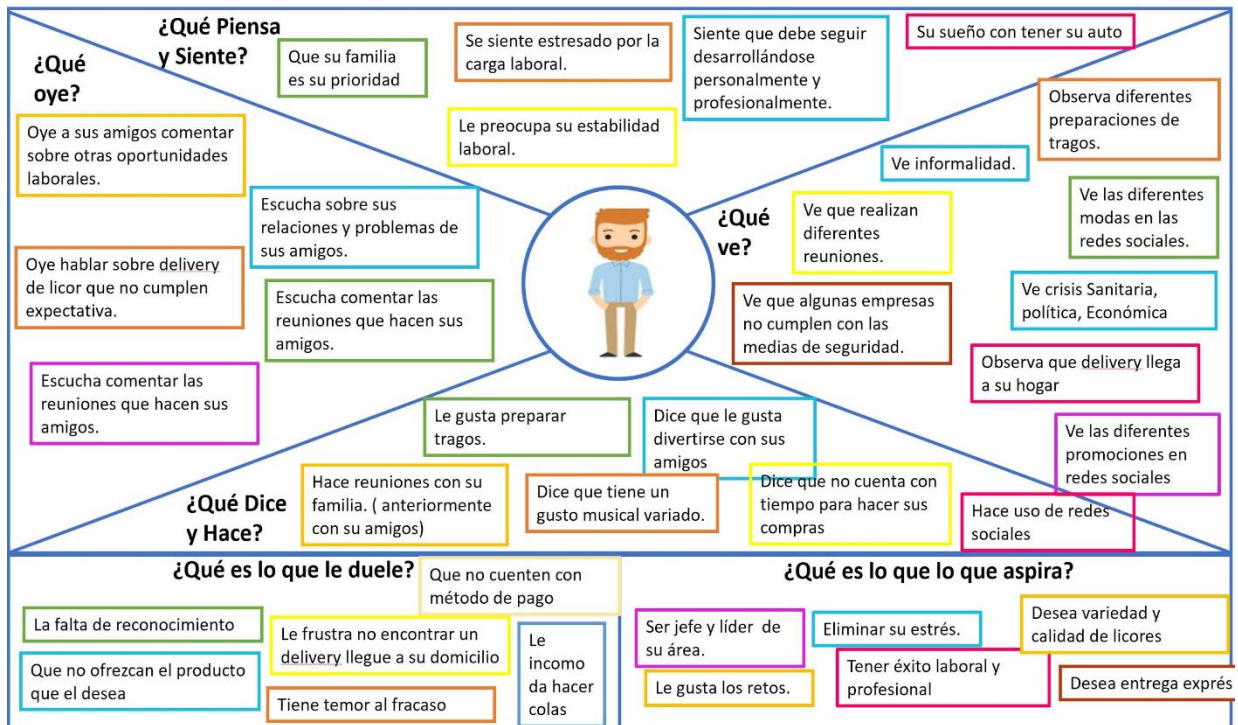 ¿Qué Piensa
y Siente?
Que su familia
es su prioridad
Se siente estresado por la
carga laboral.
Siente que debe seguir
desarrollándose
personalmente y
profesionalmente.
Su sueño con tener su auto
Le preocupa su estabilidad
laboral.
¿Qué
oye?
Oye a sus amigos comentar
sobre otras oportunidades
laborales.
Escucha sobre sus
relaciones y problemas de
sus amigos.
Oye hablar sobre delivery
de licor que no cumplen
expectativa.
Escucha comentar las
reuniones que hacen sus
amigos.
Escucha comentar las
reuniones que hacen sus
amigos.
¿Qué
ve?
Observa diferentes
preparaciones de
tragos.
Ve informalidad.
Ve que realizan
diferentes
reuniones.
Ve las diferentes
modas en las
redes sociales.
Ve que algunas empresas
no cumplen con las
medias de seguridad.
Ve crisis Sanitaria,
política, Económica
Observa que delivery llega
a su hogar
Ve las diferentes
promociones en
redes sociales
¿Qué Dice
y Hace?
Le gusta preparar
tragos.
Dice que le gusta
divertirse con sus
amigos
Hace reuniones con su
familia. ( anteriormente
con su amigos)
Dice que tiene un
gusto musical variado.
Dice que no cuenta con
tiempo para hacer sus
compras
Hace uso de redes
sociales
¿Qué es lo que le duele?
Que no cuenten con
método de pago
La falta de reconocimiento
Le frustra no encontrar un
delivery llegue a su domicilio
Le
incomo
da hacer
colas
Que no ofrezcan el producto
que el desea
Tiene temor al fracaso
¿Qué es lo que lo que aspira?
Ser jefe y líder de
su área.
Eliminar su estrés.
Desea variedad y
calidad de licores
Le gusta los retos.
Tener éxito laboral y
profesional
Desea entrega exprés